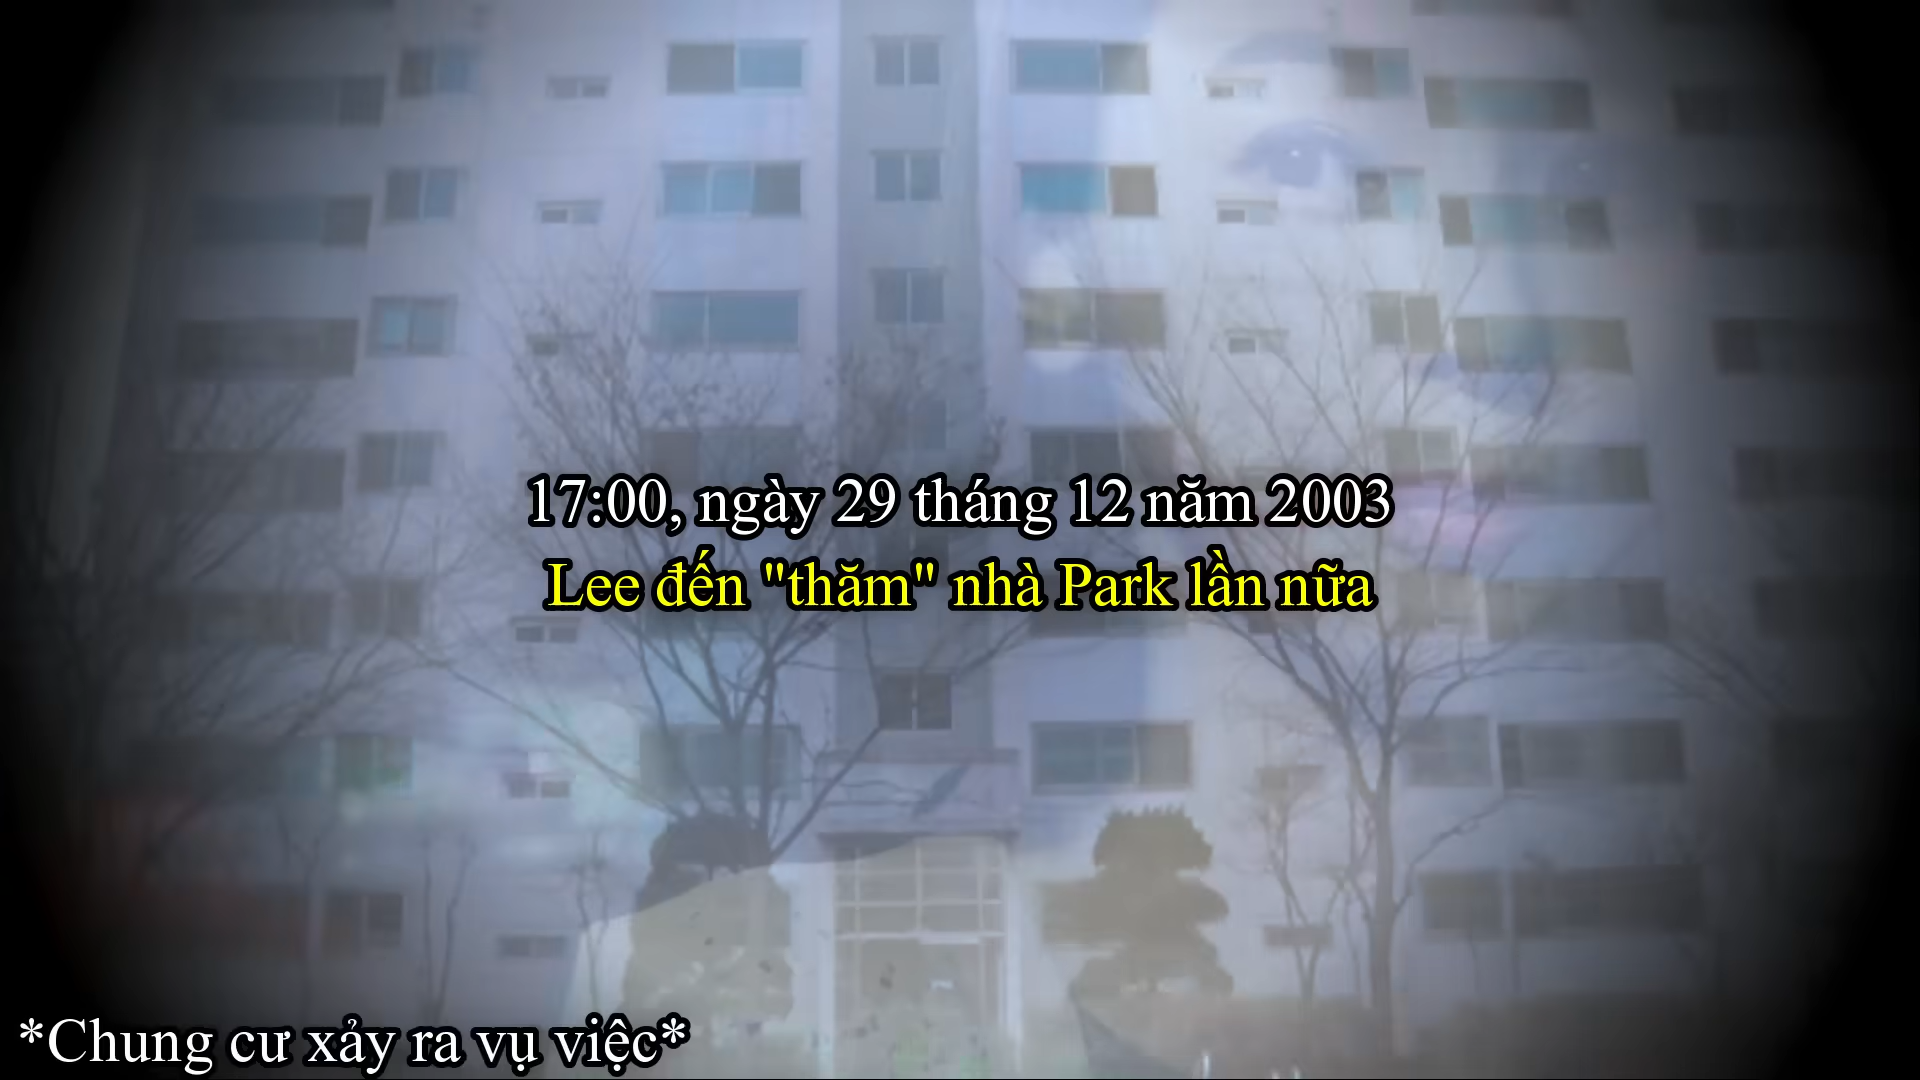 17:00, ngày 29 tháng 12 năm 2003
Lee đến "thăm" nhà Park lần nữa
*Chung cư xảy ra vụ việc*